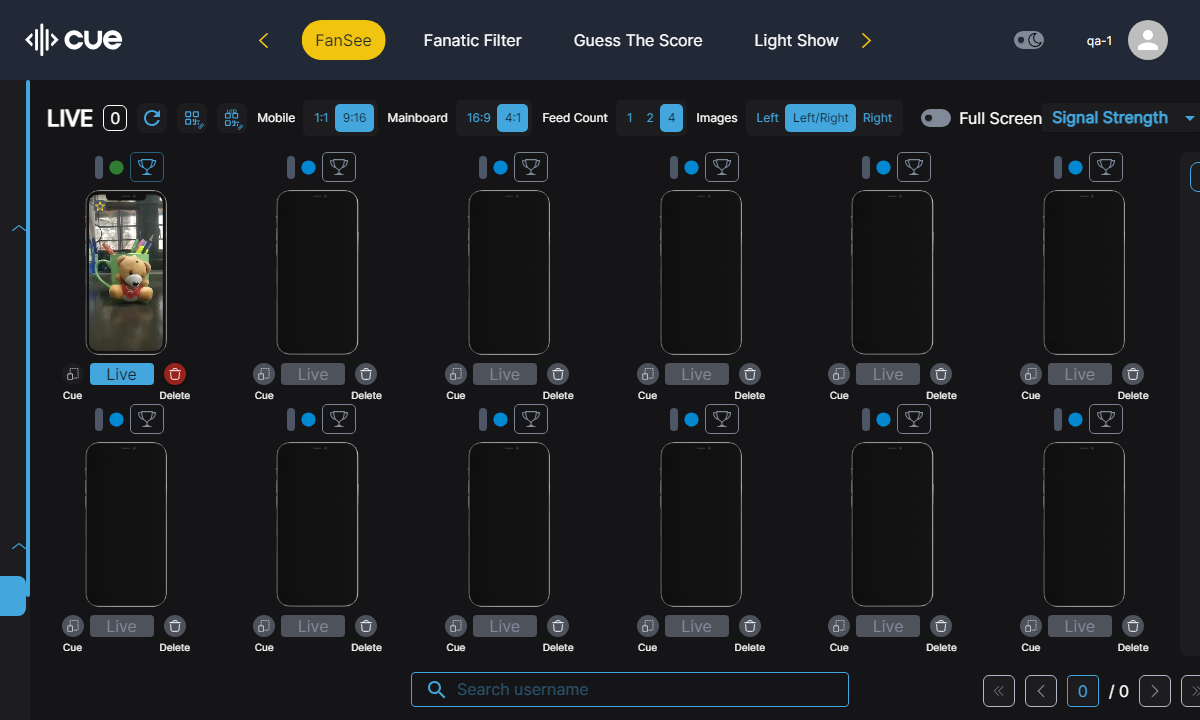 cue FanSee Fanatic Filter Guess The Score Light Show qa-1
LIVE 0 Mobile 1:1 9:16 Mainboard 16:9 4:1 Feed Count 1 2 4 Images Left Left/Right Right Full Screen Signal Strength
Live Live Live Live Live Live
Cue Delete Cue Delete Cue Delete Cue Delete Cue Delete Cue Delete
Live Live Live Live Live Live
Cue Delete Cue Delete Cue Delete Cue Delete Cue Delete Cue Delete
Search username 0 / 0